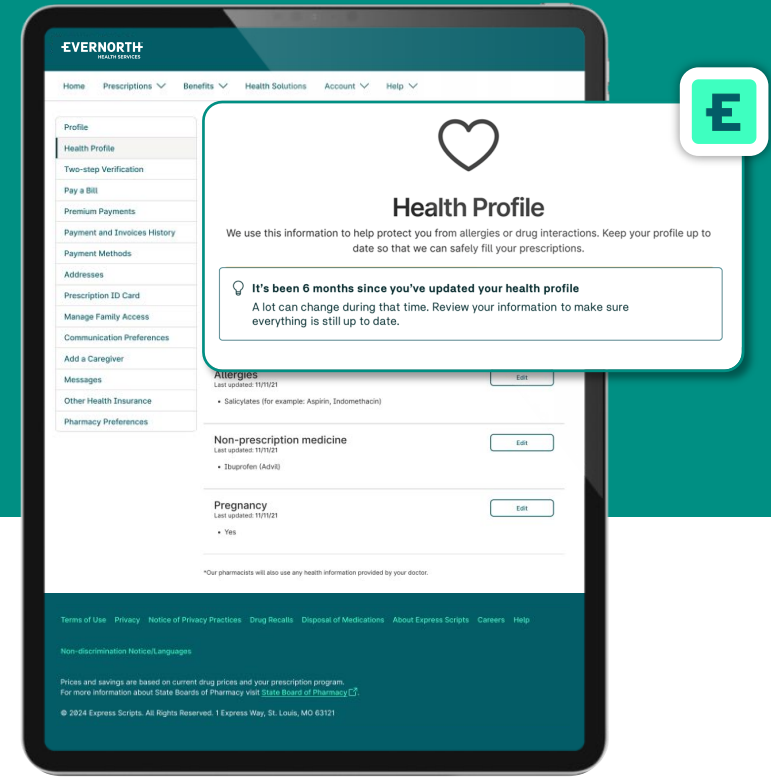 EVERNORTH
HEALTH SERVICES
Home Prescriptions Benefits Health Solutions Account Help
E
Profile
Health Profile
Two-step Verification
Pay a Bill
Premium Payments
Payment and Invoices History
Payment Methods
Addresses
Prescription ID Card
Manage Family Access
Communication Preferences
Add a Caregiver
Messages
Other Health Insurance
Pharmacy Preferences
Health Profile
We use this information to help protect you from allergies or drug interactions. Keep your profile up to
date so that we can safely fill your prescriptions.
It's been 6 months since you've updated your health profile
A lot can change during that time. Review your information to make sure
everything is still up to date.
Allergies
Edit
Last updated: 11/11/21
• Salicylates (for example: Aspirin, Indomethacin)
Non-prescription medicine
Edit
Last updated: 11/11/21
• Ibuprofen (Advil)
Pregnancy
Edit
Last updated: 11/11/21
• Yes
*Our pharmacists will also use any health information provided by your doctor.
Terms of Use Privacy Notice of Privacy Practices Drug Recalls Disposal of Medications About Express Scripts Careers Help
Non-discrimination Notice/Languages
Prices and savings are based on current drug prices and your prescription program.
For more information about State Boards of Pharmacy visit State Board of Pharmacy.
© 2024 Express Scripts. All Rights Reserved. 1 Express Way, St. Louis, MO 63121